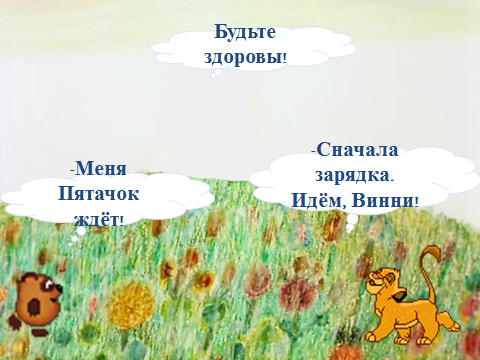 Будьте
здоровы!
-Меня
Пятачок
ждёт!
-Сначала
зарядка.
Идём, Винни!